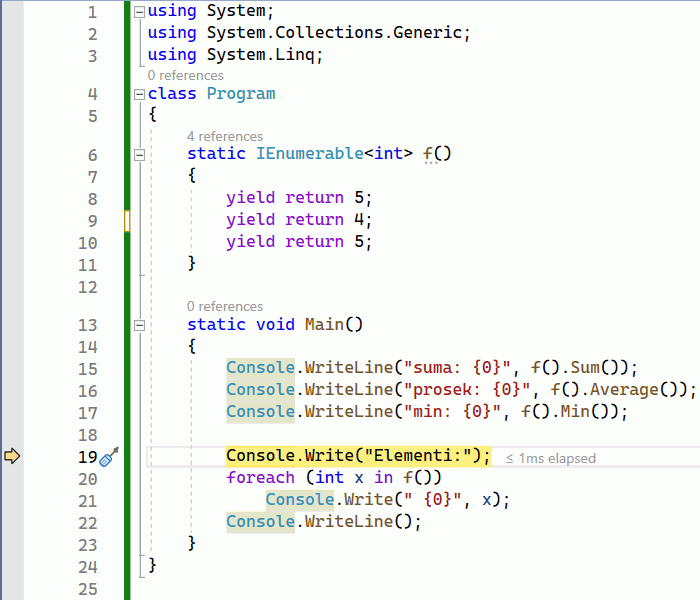 1 using System;
2 using System.Collections.Generic;
3 using System.Linq;
0 references
4 class Program
5 {
4 references
6 static IEnumerable<int> f()
7 {
8 yield return 5;
9 yield return 4;
10 yield return 5;
11 }
12
0 references
13 static void Main()
14 {
15 Console.WriteLine("suma: {0}", f().Sum());
16 Console.WriteLine("prosek: {0}", f().Average());
17 Console.WriteLine("min: {0}", f().Min());
18
19 Console.Write("Elementi:"); ≤ 1ms elapsed
20 foreach (int x in f())
21 Console.Write(" {0}", x);
22 Console.WriteLine();
23 }
24 }
25